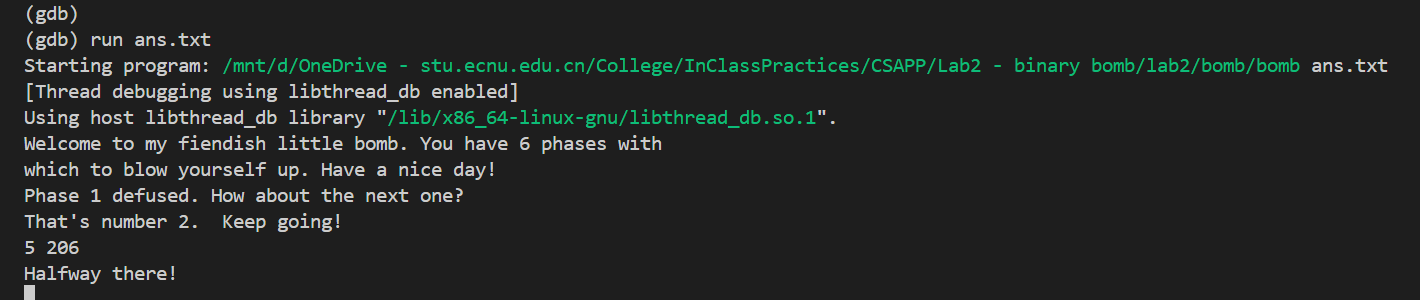 (gdb)
(gdb) run ans.txt
Starting program: /mnt/d/OneDrive - stu.ecnu.edu.cn/College/InClassPractices/CSAPP/Lab2 - binary bomb/lab2/bomb/bomb ans.txt
[Thread debugging using libthread_db enabled]
Using host libthread_db library "/lib/x86_64-linux-gnu/libthread_db.so.1".
Welcome to my fiendish little bomb. You have 6 phases with
which to blow yourself up. Have a nice day!
Phase 1 defused. How about the next one?
That's number 2.  Keep going!
5 206
Halfway there!